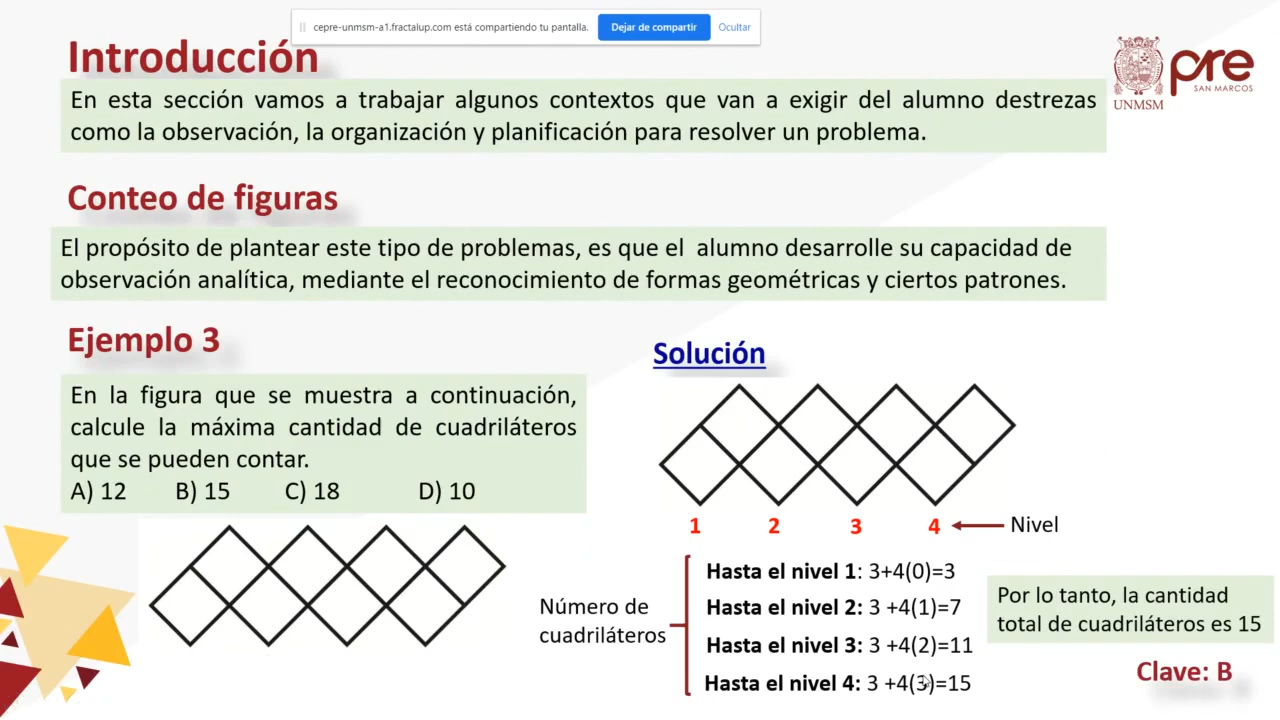 cepre-unmsm-a1.fractalup.com está compartiendo tu pantalla.
Dejar de compartir
Ocultar
Introducción
pre
SAN MARCOS
UNMSM
En esta sección vamos a trabajar algunos contextos que van a exigir del alumno destrezas
como la observación, la organización y planificación para resolver un problema.
Conteo de figuras
El propósito de plantear este tipo de problemas, es que el alumno desarrolle su capacidad de
observación analítica, mediante el reconocimiento de formas geométricas y ciertos patrones.
Ejemplo 3
En la figura que se muestra a continuación,
calcule la máxima cantidad de cuadriláteros
que se pueden contar.
A) 12 B) 15 C) 18 D) 10
Solución
1 2 3 4 Nivel
Número de
cuadriláteros
Hasta el nivel 1: 3+4(0)=3
Hasta el nivel 2: 3 +4(1)=7
Hasta el nivel 3: 3 +4(2)=11
Hasta el nivel 4: 3 +4(3)=15
Por lo tanto, la cantidad
total de cuadriláteros es 15
Clave: B